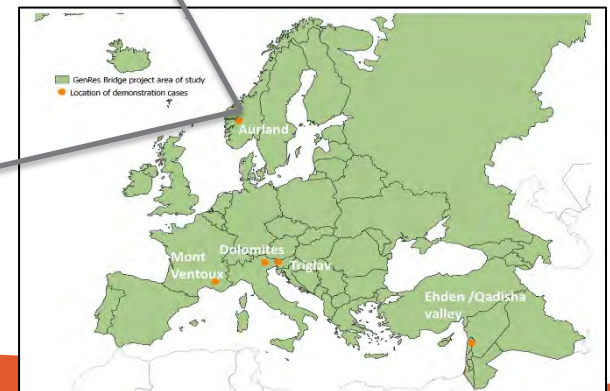 GenRes Bridge project area of study
Location of demonstration cases
Aurland
Dolomites
Mont
Ventoux
Triglav
Ehden /Qadisha
valley